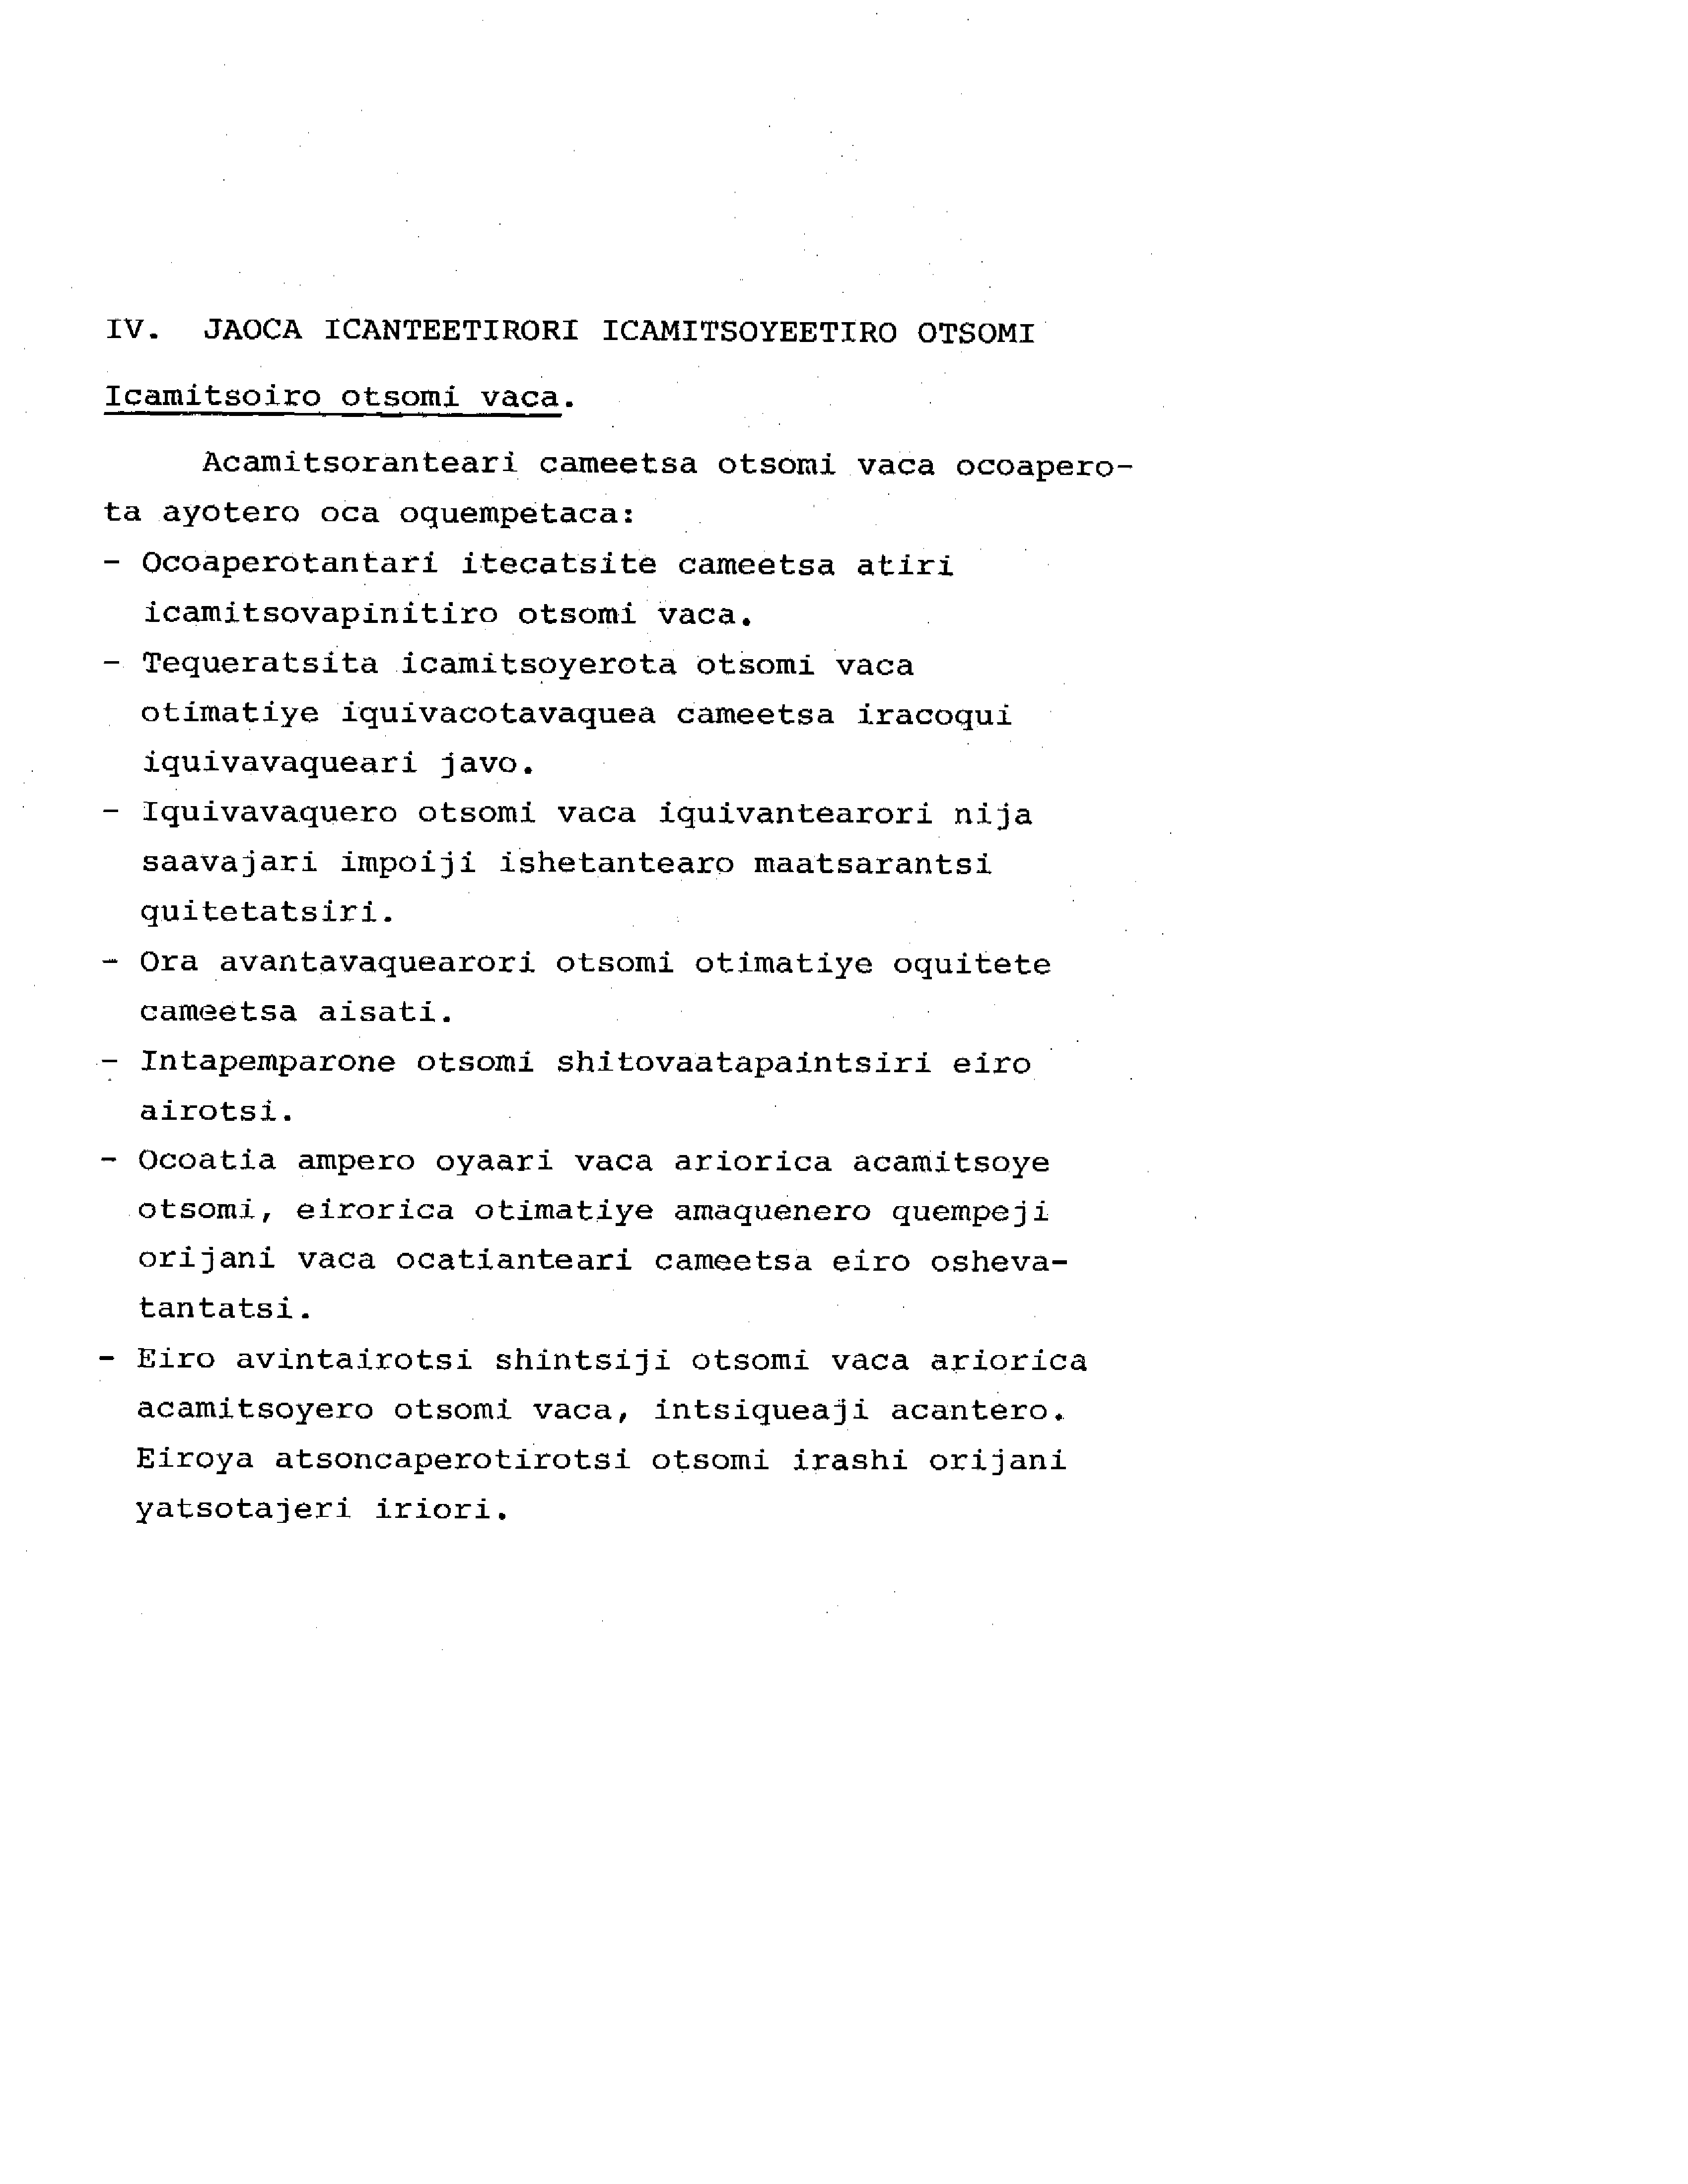 IV. JAOCA ICANTEETIRORI ICAMITSOYEETIRO OTSOMI
Icamitsoiro otsomi vaca.
Acamitsoranteari cameetsa otsomi vaca ocoapero-
ta ayotero oca oquempetaca:
- Ocoaperotantari itecatsite cameetsa atiri
icamitsovapinitiro otsomi vaca.
- Tequeratsita icamitsoyerota otsomi vaca
otimatiye iquivacotavaquea cameetsa iracoqui
iquivavaqueari javo.
- Iquivavaquero otsomi vaca iquivantearori nija
saavajari impoiji ishetantearo maatsarantsi
quitetatsiri.
- Ora avantavaquearori otsomi otimatiye oquitete
cameetsa aisati.
- Intapemparone otsomi shitovaatapaintsiri eiro
airotsi.
- Ocoatia ampero oyaari vaca ariorica acamitsoye
otsomi, eirorica otimatiye amaquenero quempeji
orijani vaca ocatianteari cameetsa eiro osheva-
tantatsi.
- Eiro avintairotsi shintsiji otsomi vaca ariorica
acamitsoyero otsomi vaca, intsiqueaji acantero.
Eiroya atsoncaperotirotsi otsomi irashi orijani
yatsotajeri iriori.